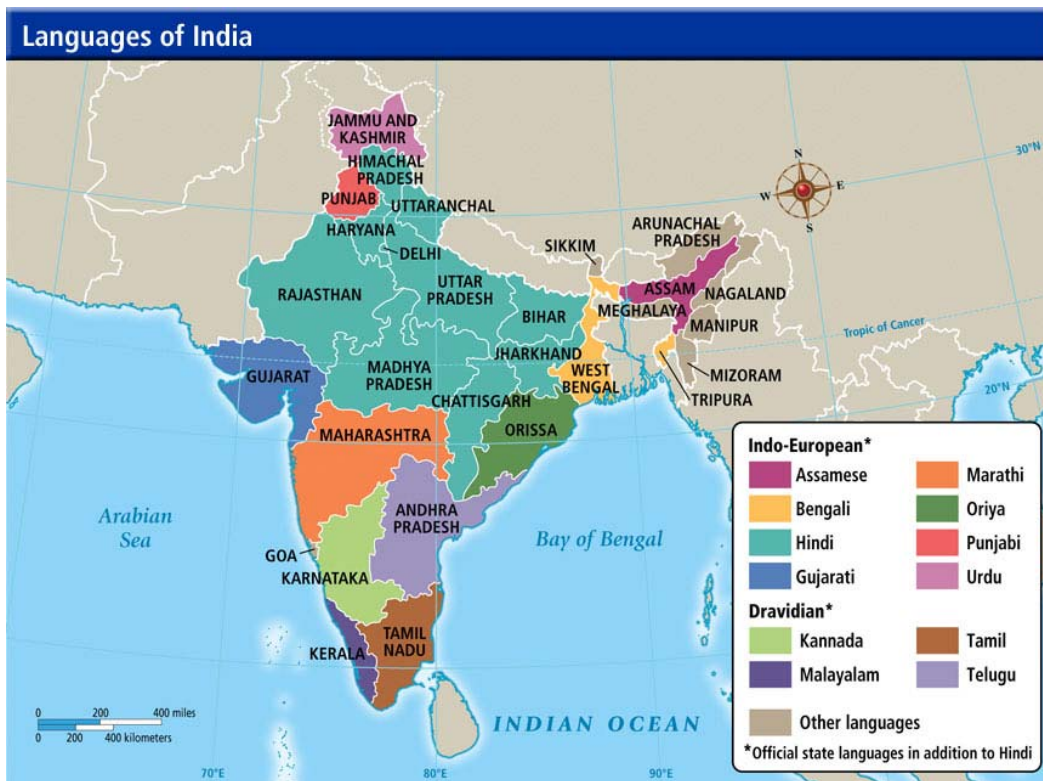 Languages of India
JAMMU AND
KASHMIR
HIMACHAL
PRADESH
PUNJAB
UTTARANCHAL
HARYANA
DELHI
RAJASTHAN
UTTAR
PRADESH
BIHAR
SIKKIM
ARUNACHAL
PRADESH
ASSAM
NAGALAND
MEGHALAYA
MANIPUR
MIZORAM
TRIPURA
JHARKHAND
WEST
BENGAL
GUJARAT
MADHYA
PRADESH
CHATTISGARH
ORISSA
MAHARASHTRA
ANDHRA
PRADESH
GOA
KARNATAKA
KERALA
TAMIL
NADU
Arabian
Sea
Bay of Bengal
INDIAN OCEAN
N
W
E
S
30°N
Tropic of Cancer
20°N
70°E
80°E
90°E
0 200 400 miles
0 200 400 kilometers
Indo-European*
Assamese
Bengali
Hindi
Gujarati
Marathi
Oriya
Punjabi
Urdu
Dravidian*
Kannada
Malayalam
Tamil
Telugu
Other languages
*Official state languages in addition to Hindi